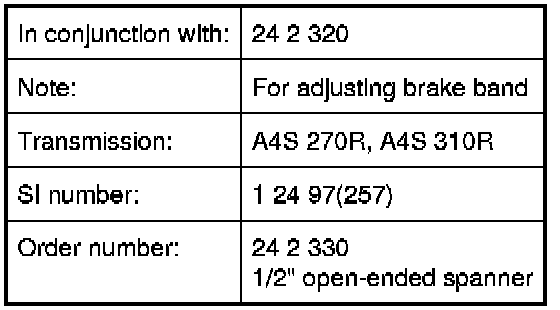 In conjunction with: 24 2 320
Note: For adjusting brake band
Transmission: A4S 270R, A4S 310R
SI number: 1 24 97(257)
Order number: 24 2 330
1/2" open-ended spanner